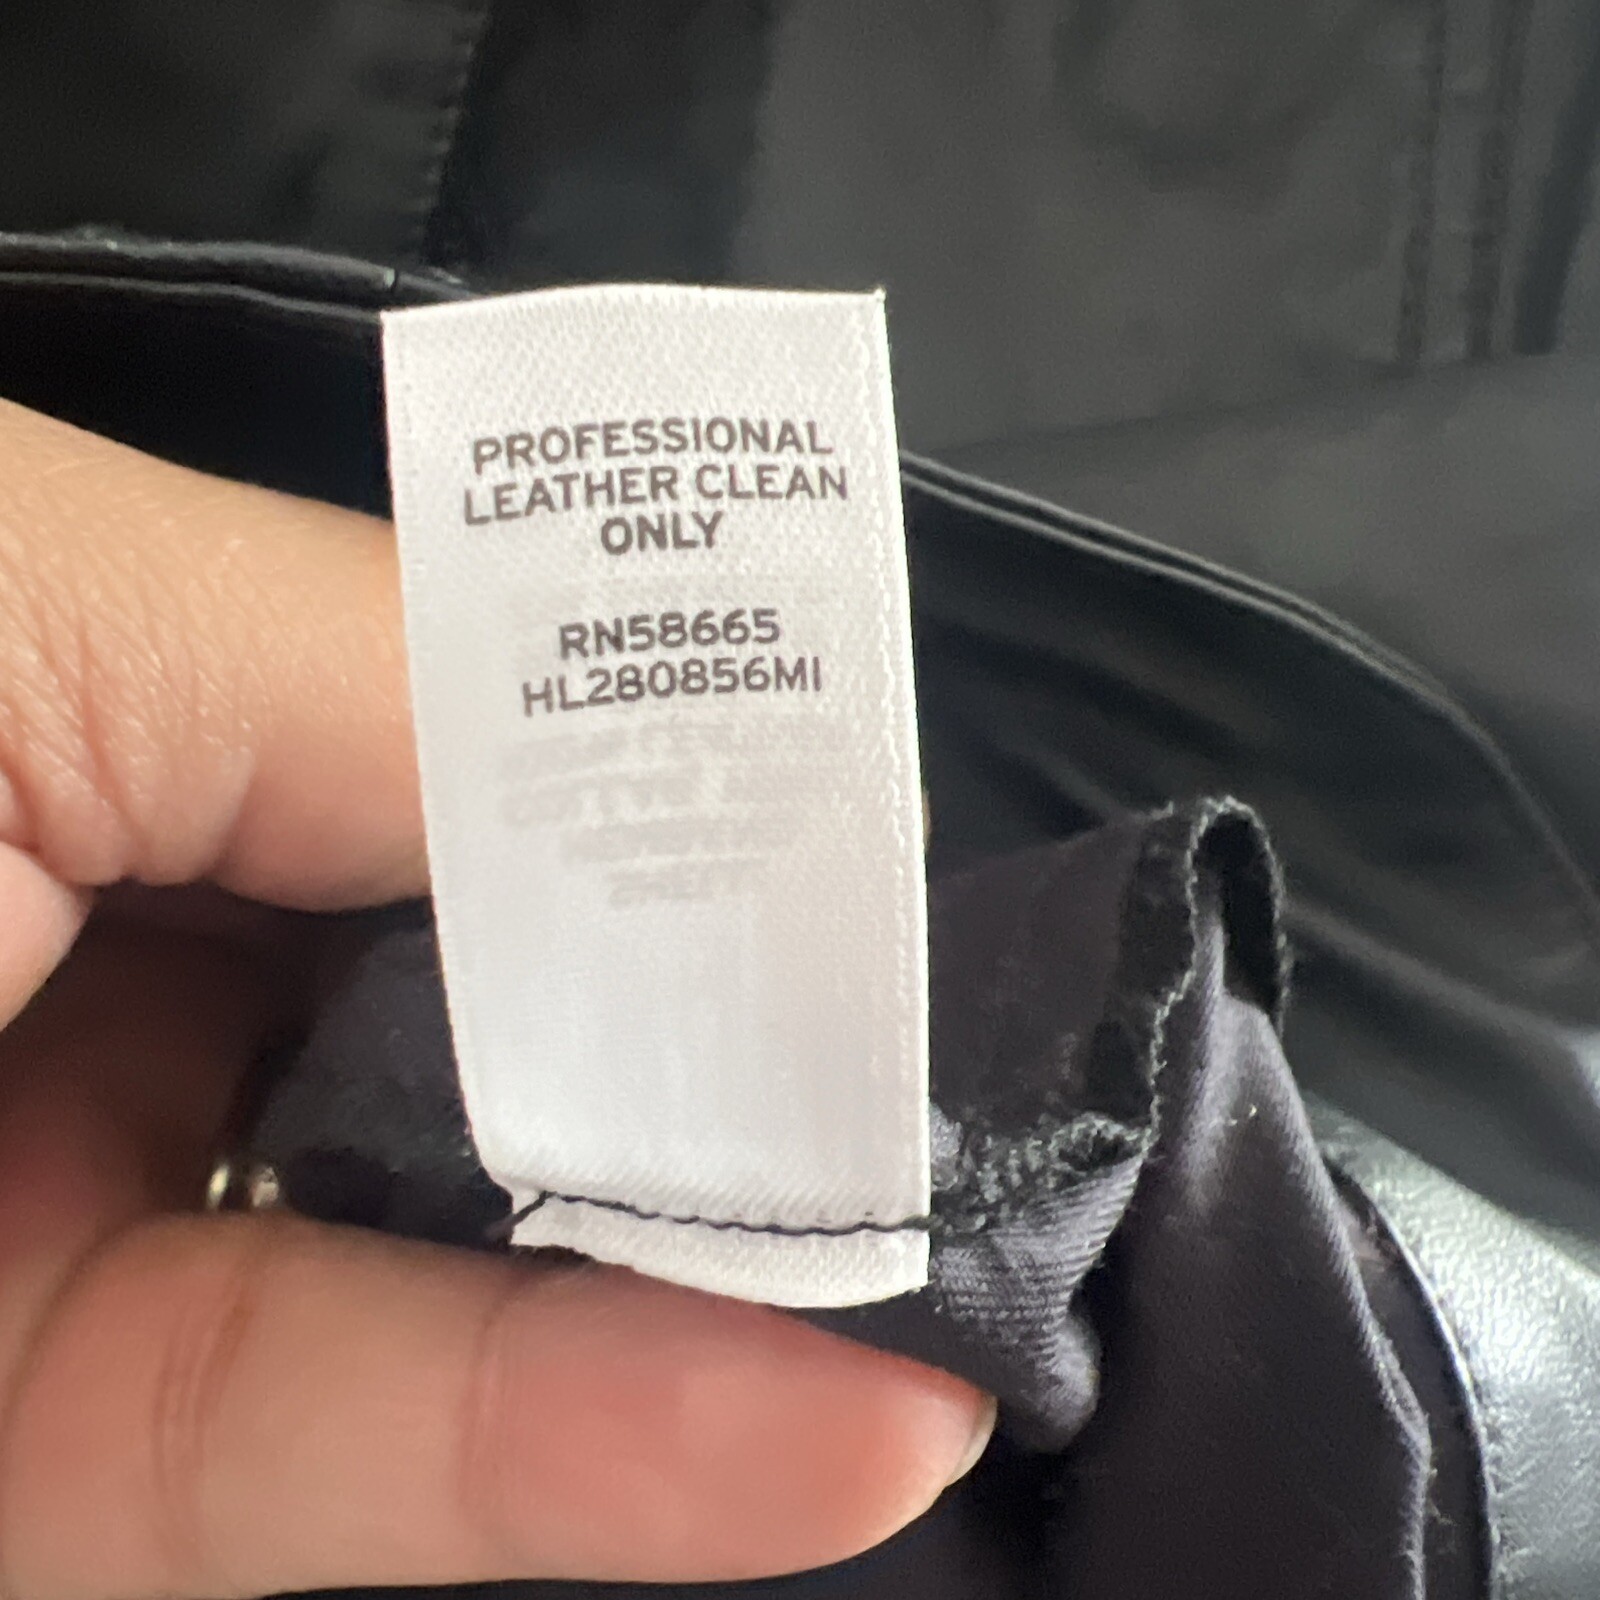 PROFESSIONAL
LEATHER CLEAN
ONLY
RN58665
HL280856MI